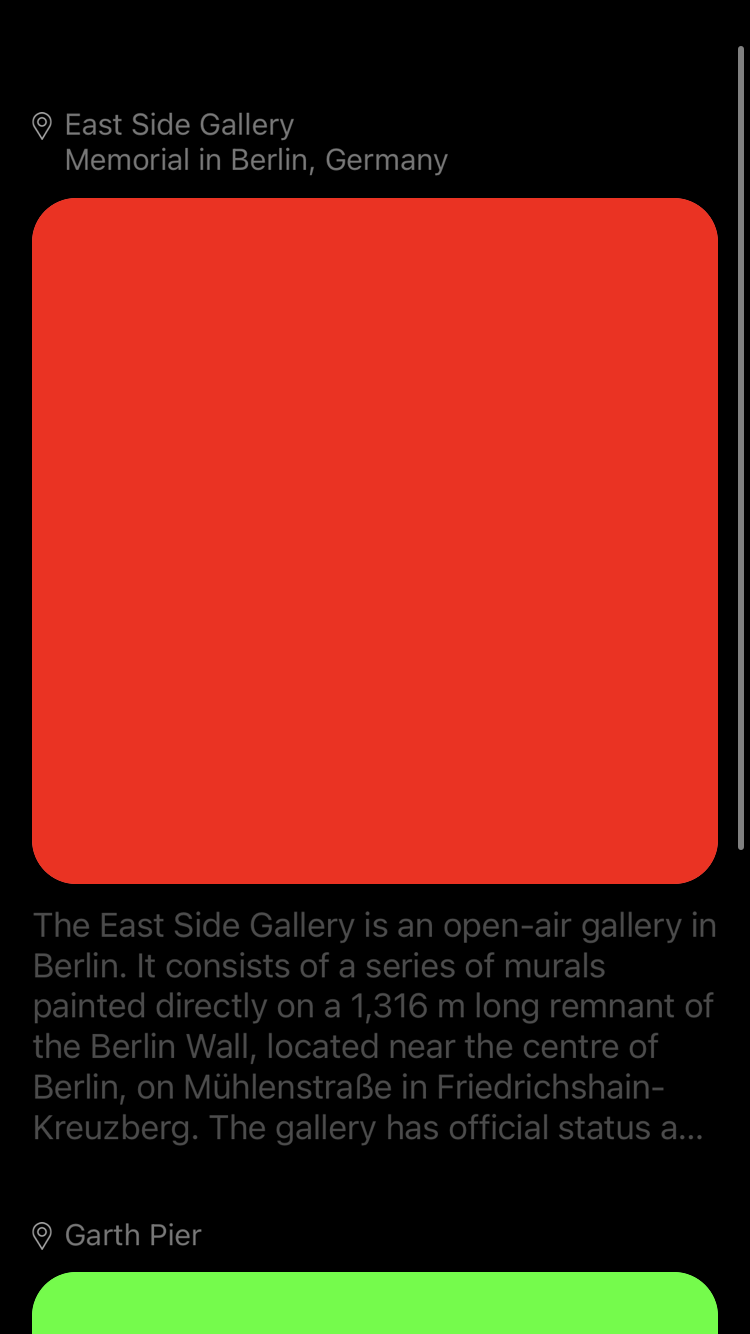 East Side Gallery
Memorial in Berlin, Germany
The East Side Gallery is an open-air gallery in
Berlin. It consists of a series of murals
painted directly on a 1,316 m long remnant of
the Berlin Wall, located near the centre of
Berlin, on Mühlenstraße in Friedrichshain-
Kreuzberg. The gallery has official status a...
Garth Pier